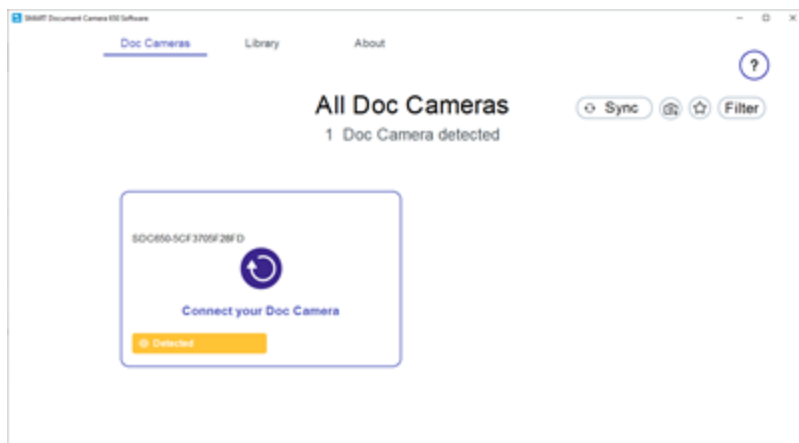 SMART Document Camera 650 Software
Doc Cameras Library About
?
All Doc Cameras
Sync Filter
1 Doc Camera detected
SDC650-5CF3705F28FD
Connect your Doc Camera
Detected